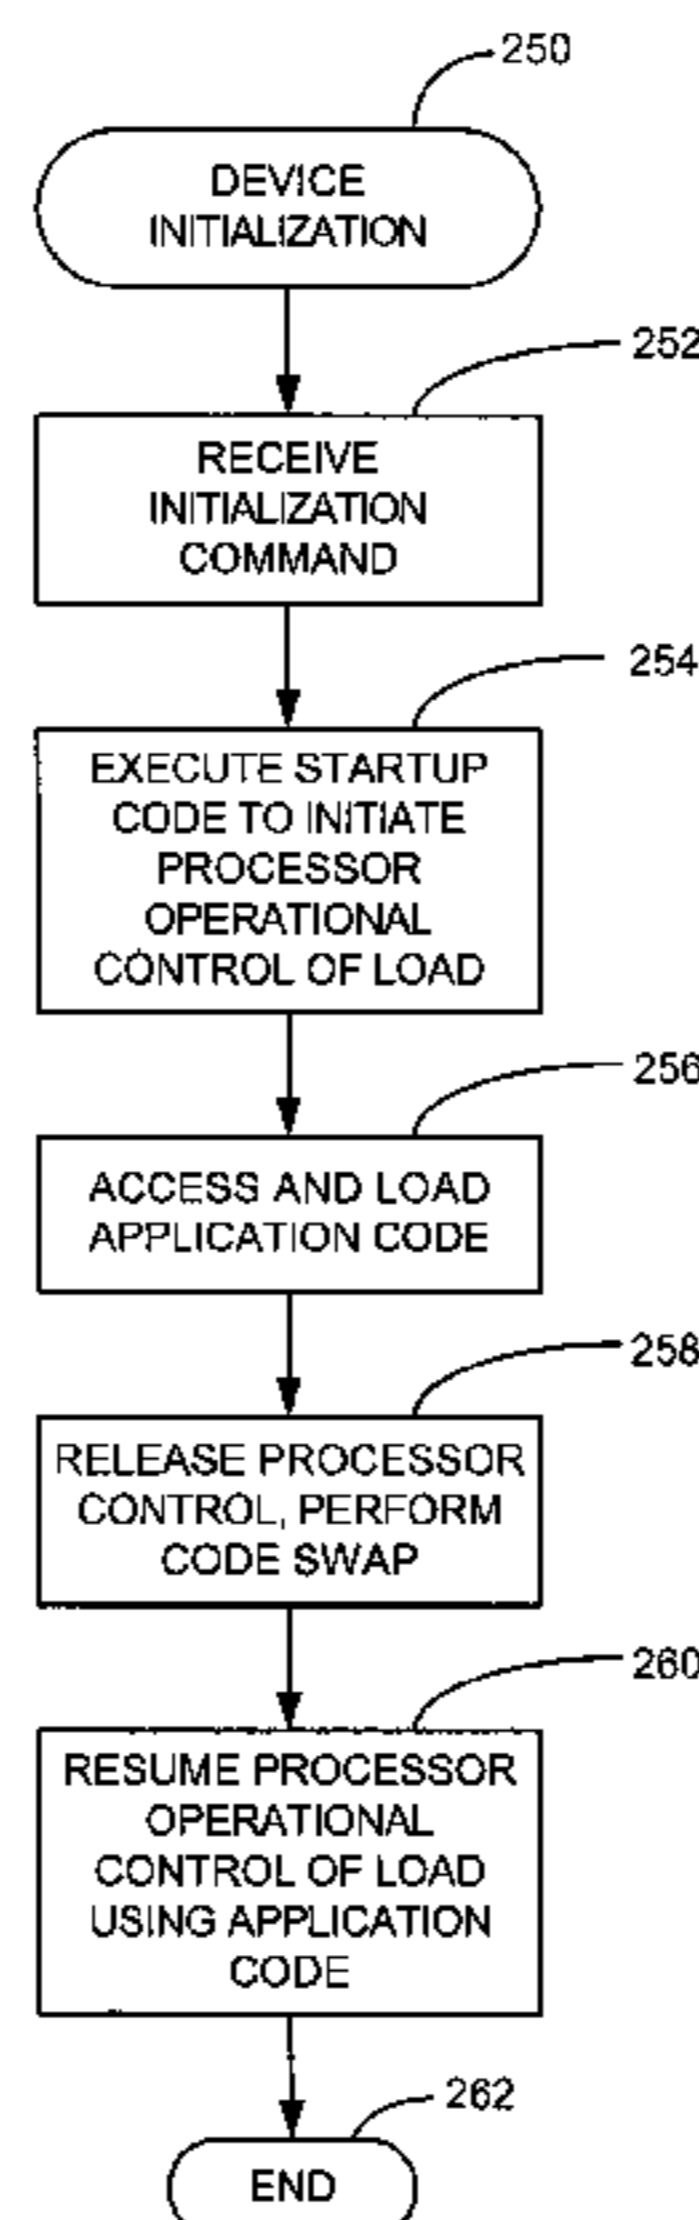 250
DEVICE
INITIALIZATION
252
RECEIVE
INITIALIZATION
COMMAND
254
EXECUTE STARTUP
CODE TO INITIATE
PROCESSOR
OPERATIONAL
CONTROL OF LOAD
256
ACCESS AND LOAD
APPLICATION CODE
258
RELEASE PROCESSOR
CONTROL, PERFORM
CODE SWAP
260
RESUME PROCESSOR
OPERATIONAL
CONTROL OF LOAD
USING APPLICATION
CODE
262
END